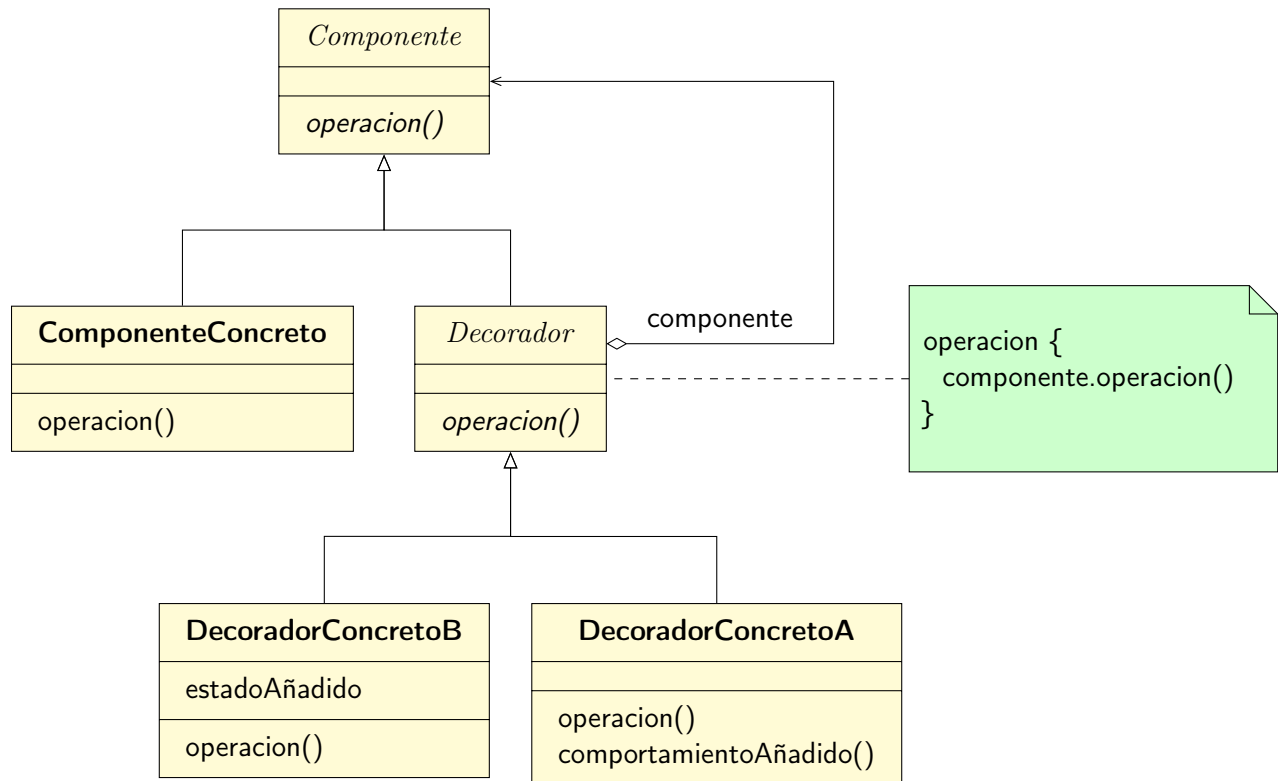 Componente
operacion()
ComponenteConcreto
operacion()
Decorador
operacion()
componente
operacion {
componente.operacion()
}
DecoradorConcretoB
estadoAñadido
operacion()
DecoradorConcretoA
operacion()
comportamientoAñadido()